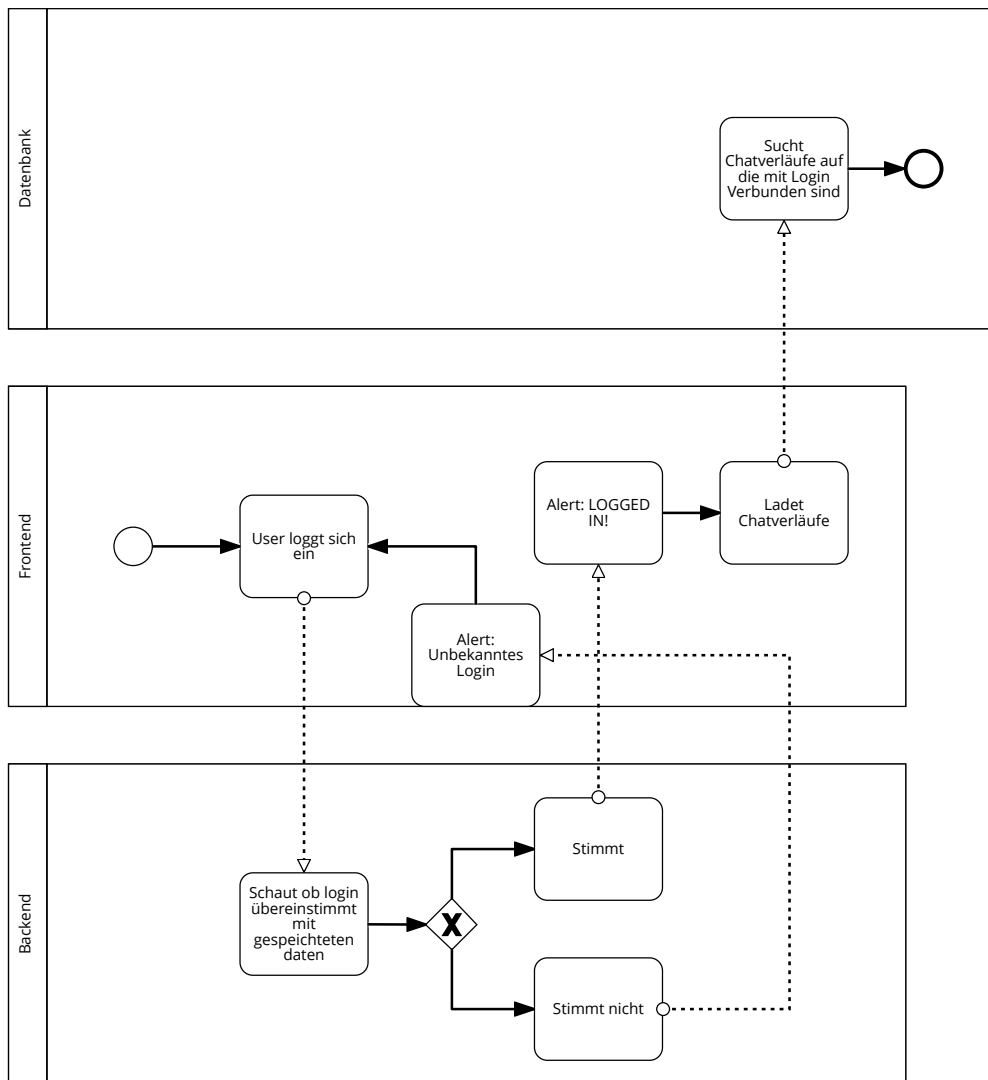 Datenbank
Sucht
Chatverläufe auf
die mit Login
Verbunden sind
Frontend
User loggt sich
ein
Alert:
Unbekanntes
Login
Alert: LOGGED
IN!
Ladet
Chatverläufe
Backend
Schaut ob login
übereinstimmt
mit
gespeichteten
daten
X
Stimmt
Stimmt nicht